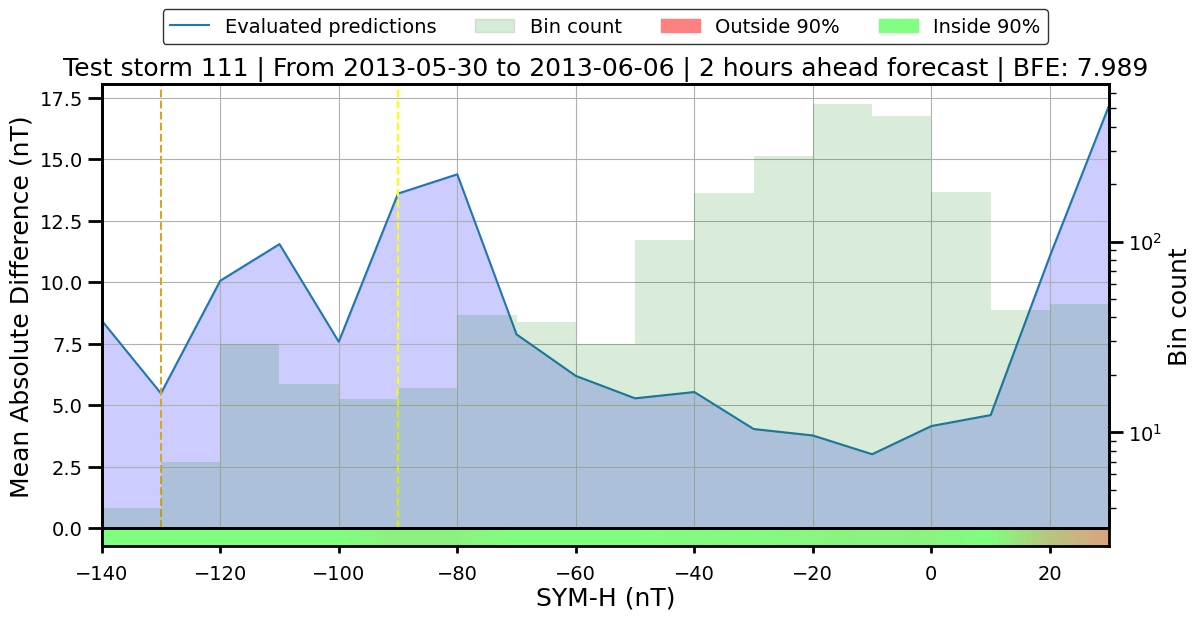 Evaluated predictions Bin count Outside 90% Inside 90%
Test storm 111 | From 2013-05-30 to 2013-06-06 | 2 hours ahead forecast | BFE: 7.989
Mean Absolute Difference (nT)
17.5
15.0
12.5
10.0
7.5
5.0
2.5
0.0
10²
10¹
Bin count
−140 −120 −100 −80 −60 −40 −20 0 20
SYM-H (nT)